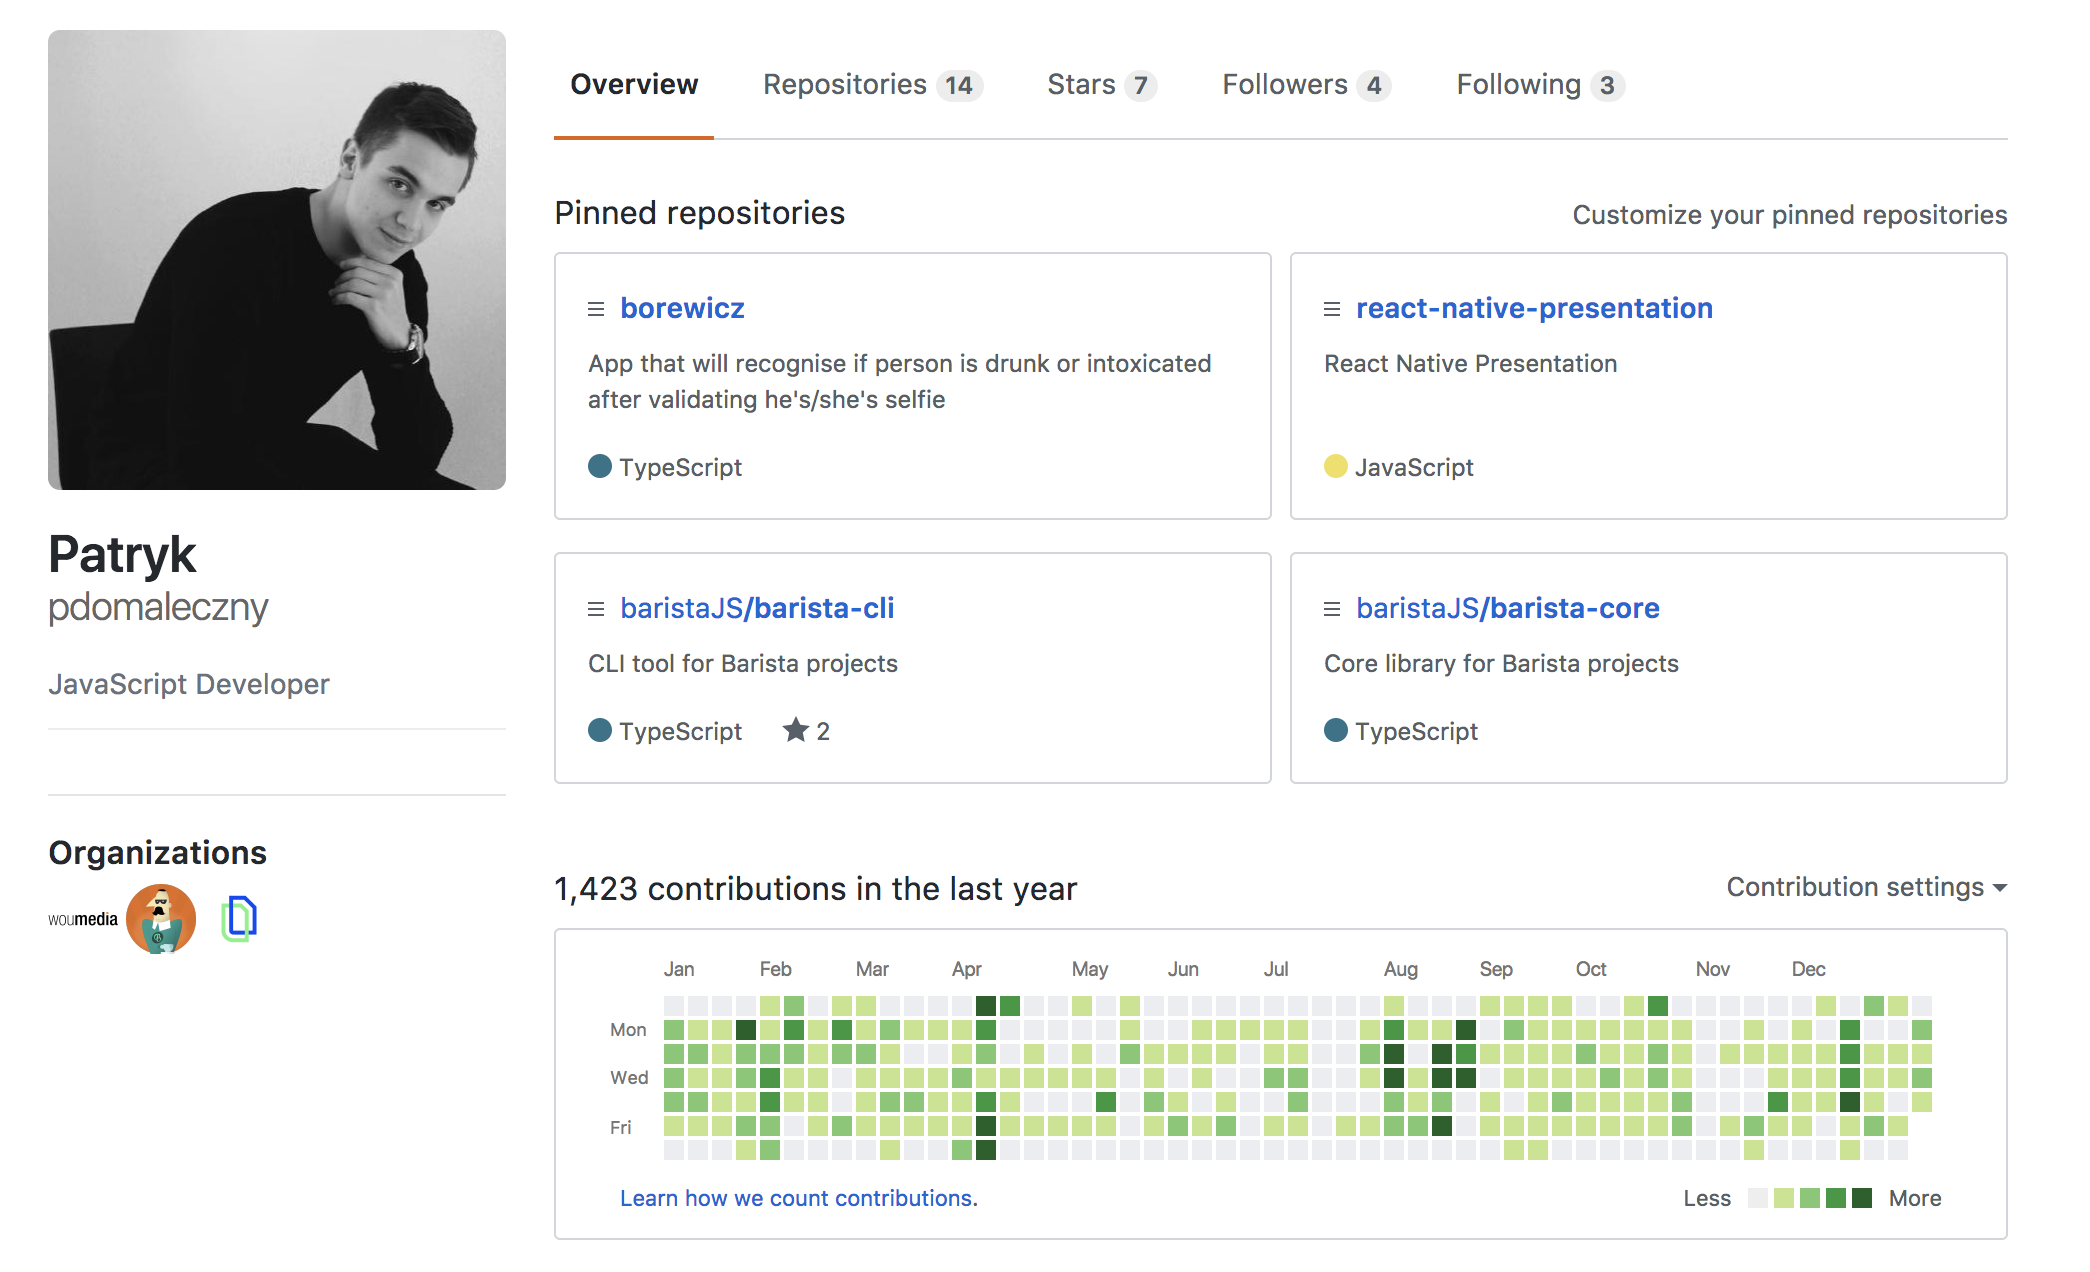 Overview
Repositories 14
Stars 7
Followers 4
Following 3
Patryk
pdomaleczny
JavaScript Developer
Organizations
woumedia
Pinned repositories
Customize your pinned repositories
borewicz
App that will recognise if person is drunk or intoxicated
after validating he's/she's selfie
TypeScript
react-native-presentation
React Native Presentation
JavaScript
baristaJS/barista-cli
CLI tool for Barista projects
TypeScript 2
baristaJS/barista-core
Core library for Barista projects
TypeScript
1,423 contributions in the last year
Contribution settings
Jan Feb Mar Apr May Jun Jul Aug Sep Oct Nov Dec
Mon
Wed
Fri
Learn how we count contributions.
Less More